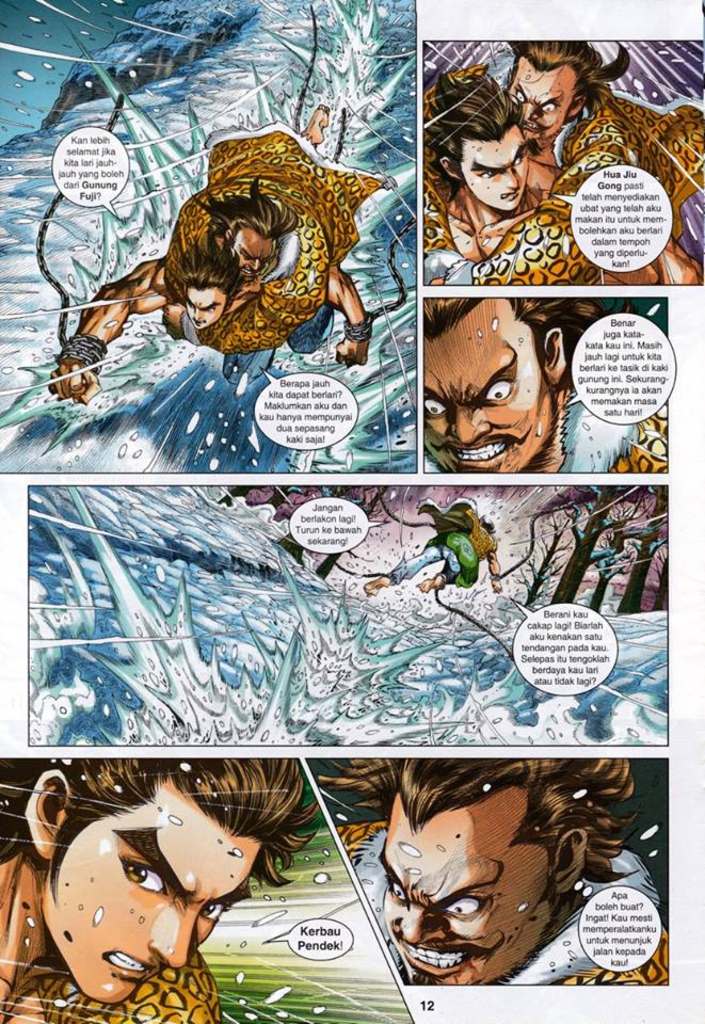 Kan lebih
selamat jika
kita lari jauh-
jauh yang boleh
dari Gunung
Fuji?
Berapa jauh
kita dapat berlari?
Maklumkan aku dan
kau hanya mempunyai
dua sepasang
kaki saja!
Hua Jiu
Gong pasti
telah menyediakan
ubat yang telah aku
makan itu untuk mem-
bolehkan aku berlari
dalam tempoh
yang diperlu-
kan!
Benar
juga kata-
kata kau ini. Masih
jauh lagi untuk kita
berlari ke tasik di kaki
gunung ini. Sekurang-
kurangnya ia akan
memakan masa
satu hari!
Jangan
berlakon lagi!
Turun ke bawah
sekarang!
Berani kau
cakap lagi! Biarlah
aku kenakan satu
tendangan pada kau.
Selepas itu tengoklah
berdaya kau lari
atau tidak lagi?
Kerbau
Pendek!
Apa
boleh buat?
Ingat! Kau mesti
memperalatkanku
untuk menunjuk
jalan kepada
kau!
12